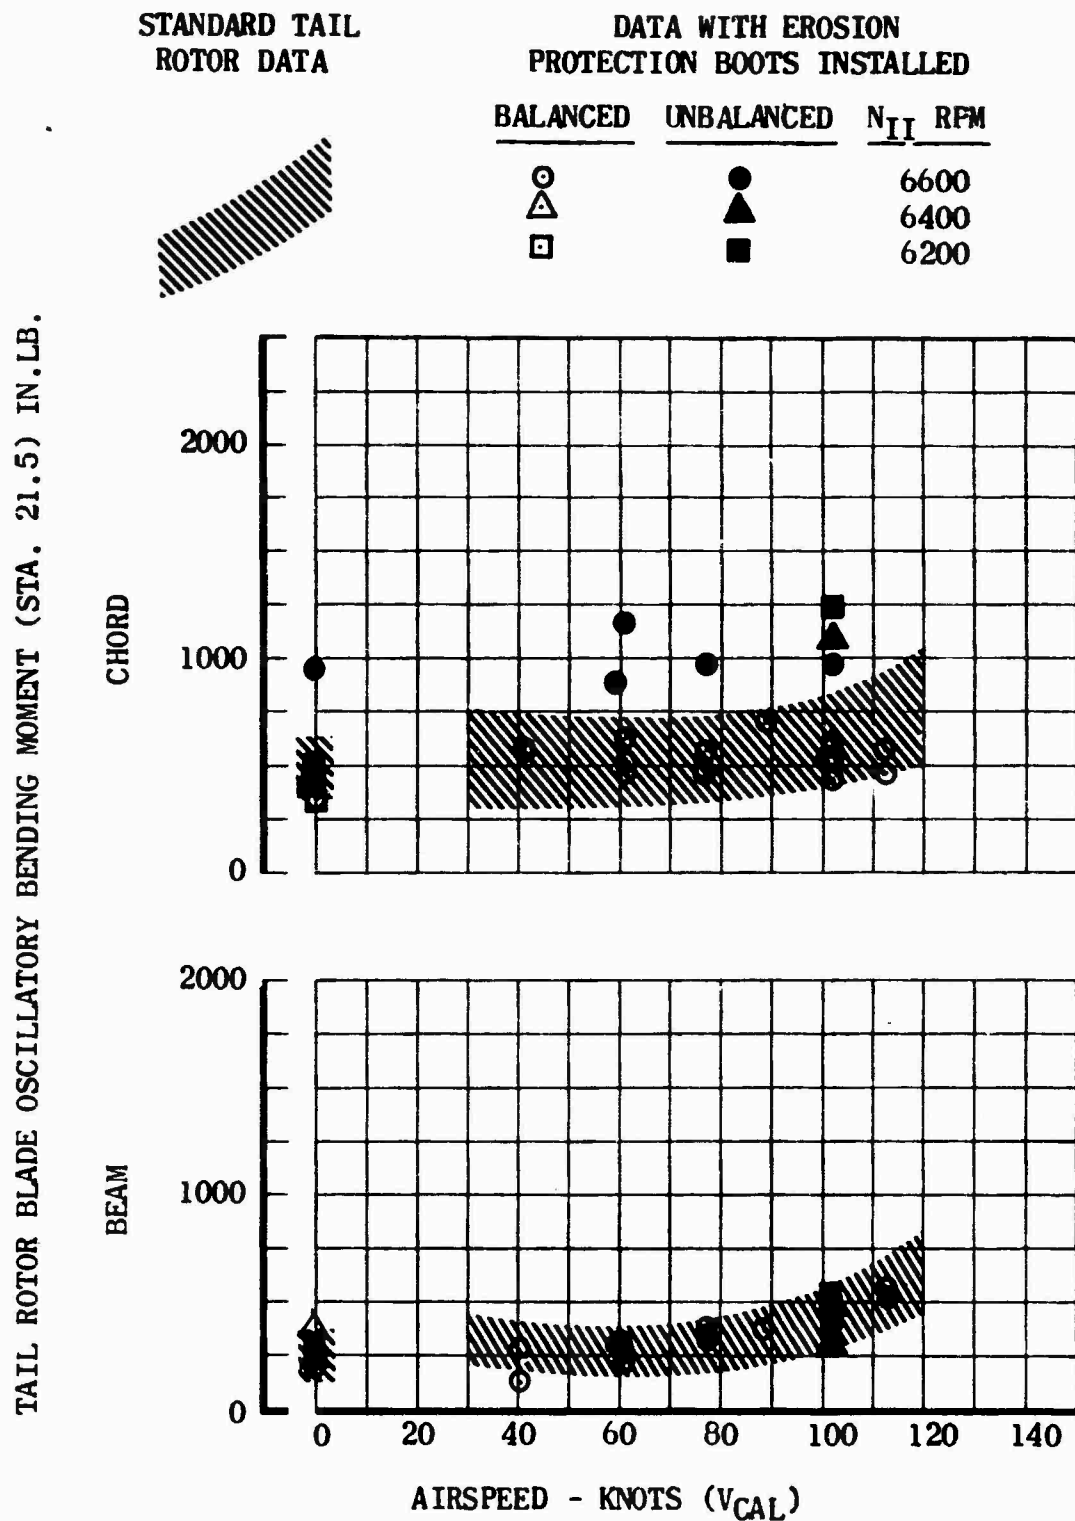 STANDARD TAIL
ROTOR DATA
DATA WITH EROSION
PROTECTION BOOTS INSTALLED
BALANCED UNBALANCED NII RPM
6600
6400
6200
TAIL ROTOR BLADE OSCILLATORY BENDING MOMENT (STA. 21.5) IN.LB.
CHORD
2000
1000
0
BEAM
2000
1000
0
0 20 40 60 80 100 120 140
AIRSPEED - KNOTS (VCAL)